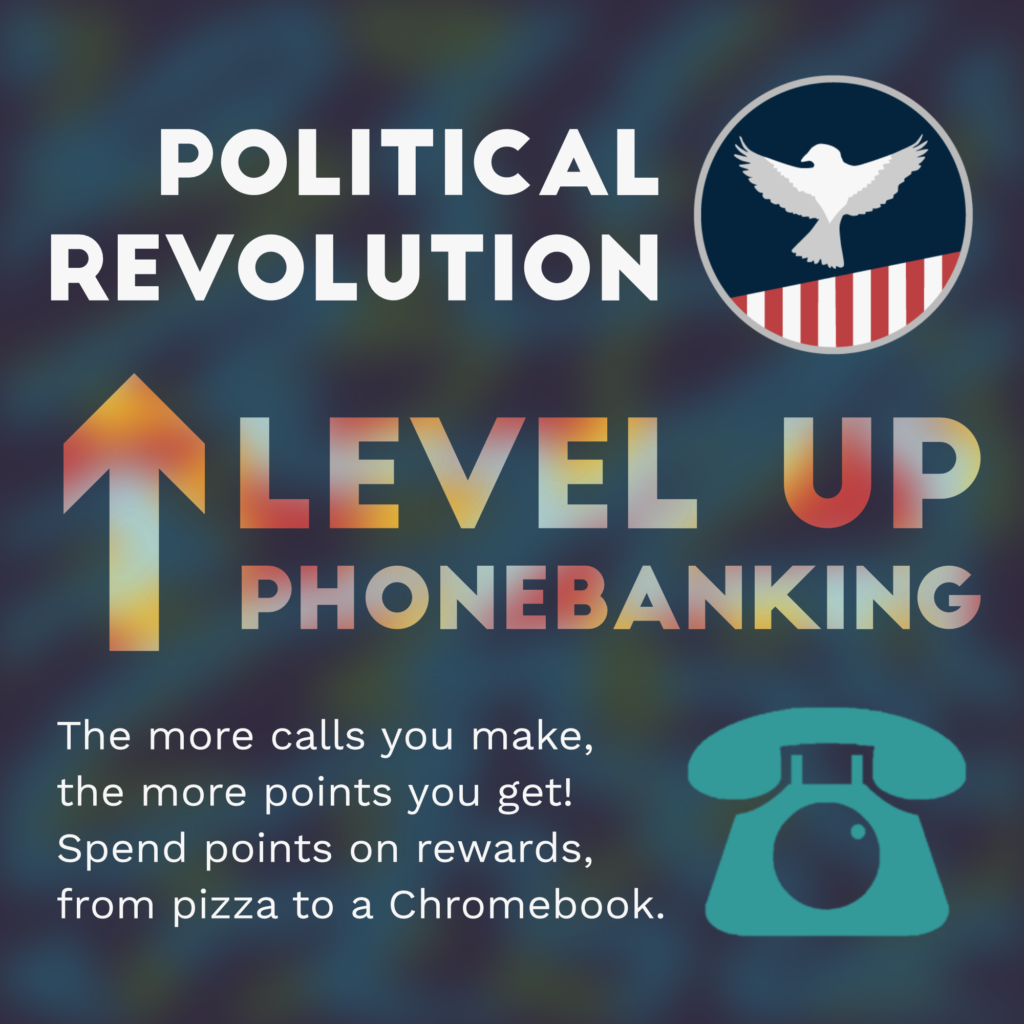 POLITICAL
REVOLUTION
LEVEL UP
PHONEBANKING
The more calls you make,
the more points you get!
Spend points on rewards,
from pizza to a Chromebook.